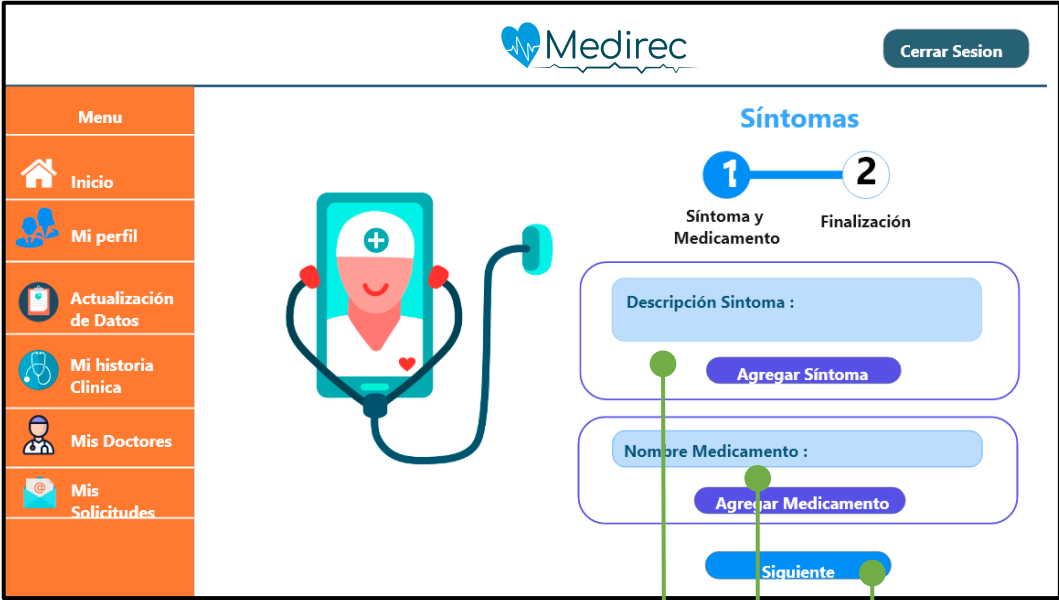 Medirec
Cerrar Sesion
Menu
Inicio
Mi perfil
Actualización
de Datos
Mi historia
Clinica
Mis Doctores
@
Mis
Solicitudes
Síntomas
1
2
Síntoma y
Medicamento
Finalización
Descripción Sintoma :
Agregar Síntoma
Nombre Medicamento :
Agregar Medicamento
Siguiente